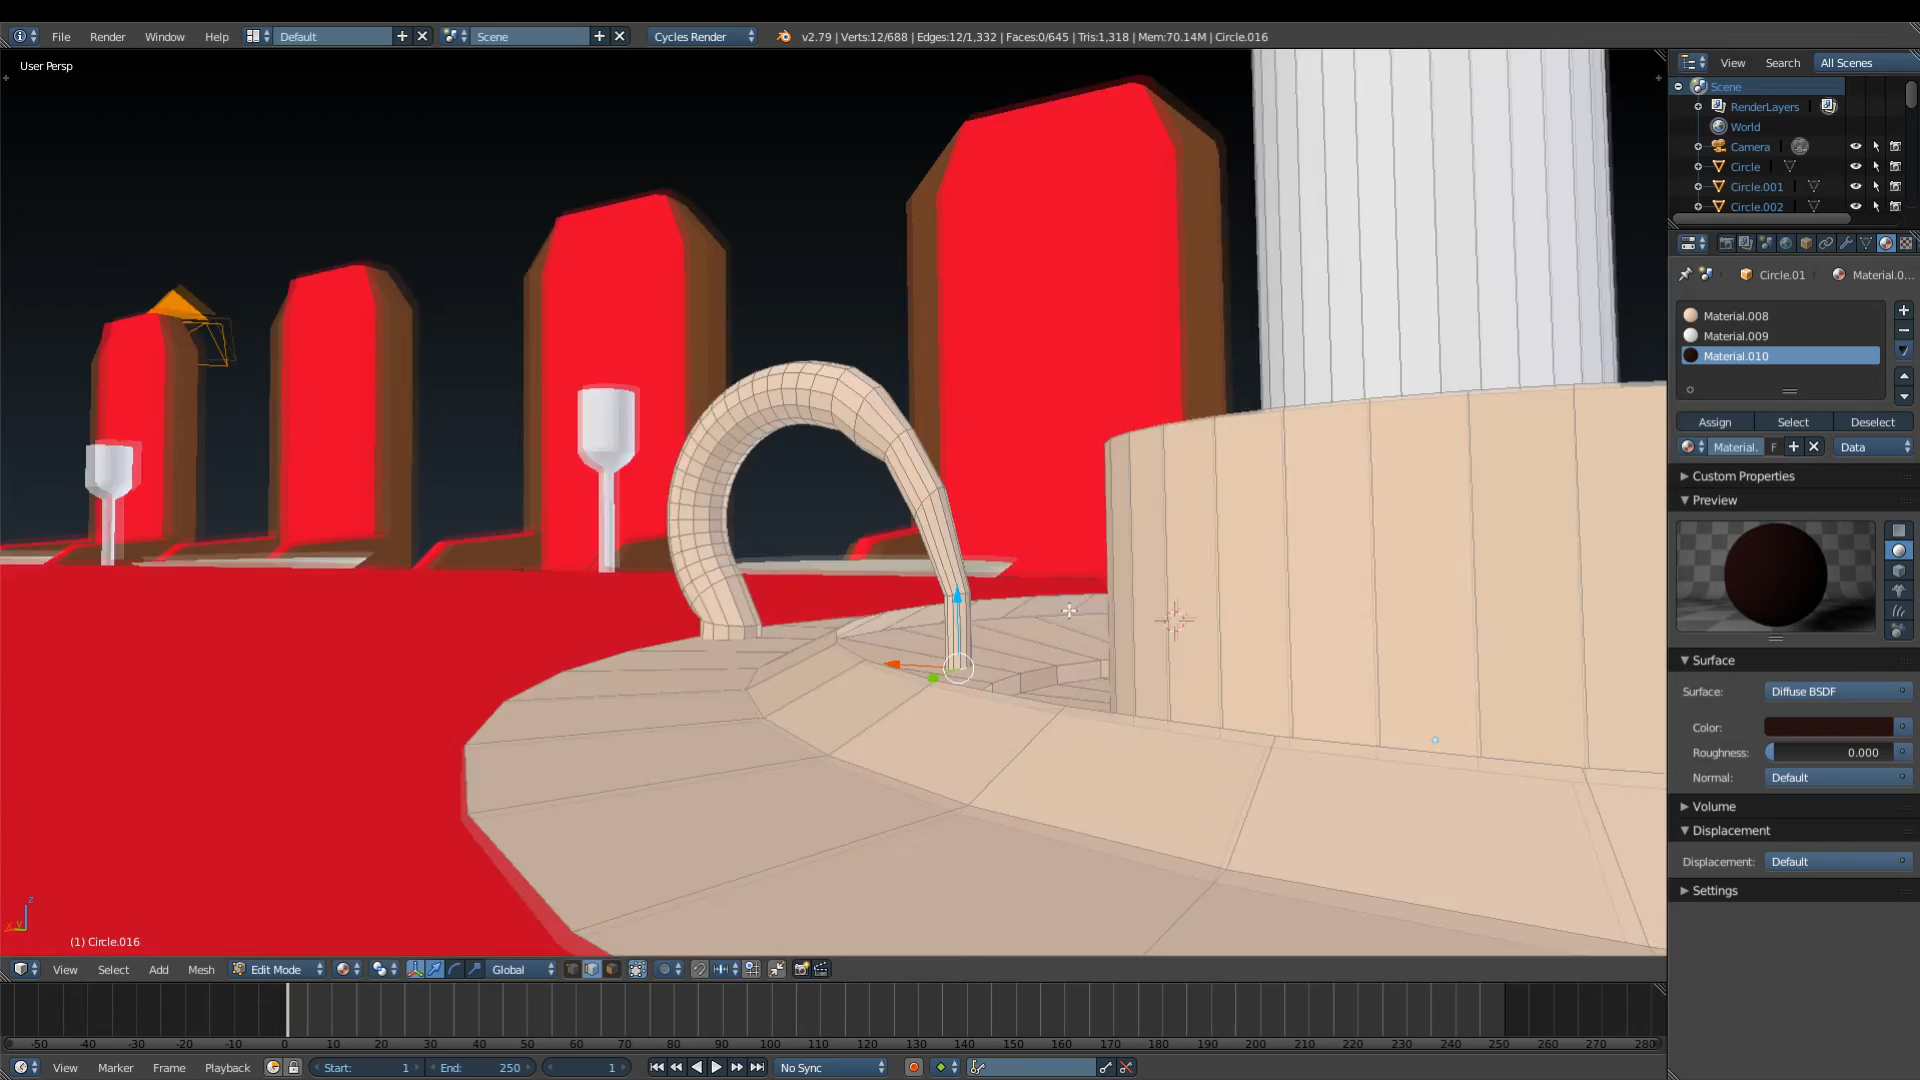 File Render Window Help Default Scene Cycles Render v2.79 | Verts:12/688 | Edges:12/1,332 | Faces:0/645 | Tris:1,318 | Mem:70.14M | Circle.016
User Persp
View Search All Scenes
Scene
RenderLayers
World
Camera
Circle
Circle.001
Circle.002
Circle.01 Material.0...
Material.008
Material.009
Material.010
Assign Select Deselect
Material. F Data
Custom Properties
Preview
Surface
Surface: Diffuse BSDF
Color:
Roughness: 0.000
Normal: Default
Volume
Displacement
Displacement: Default
Settings
z
(1) Circle.016
View Select Add Mesh Edit Mode Global
-50 -40 -30 -20 -10 0 10 20 30 40 50 60 70 80 90 100 110 120 130 140 150 160 170 180 190 200 210 220 230 240 250 260 270 280
View Marker Frame Playback Start: 1 End: 250 1 No Sync